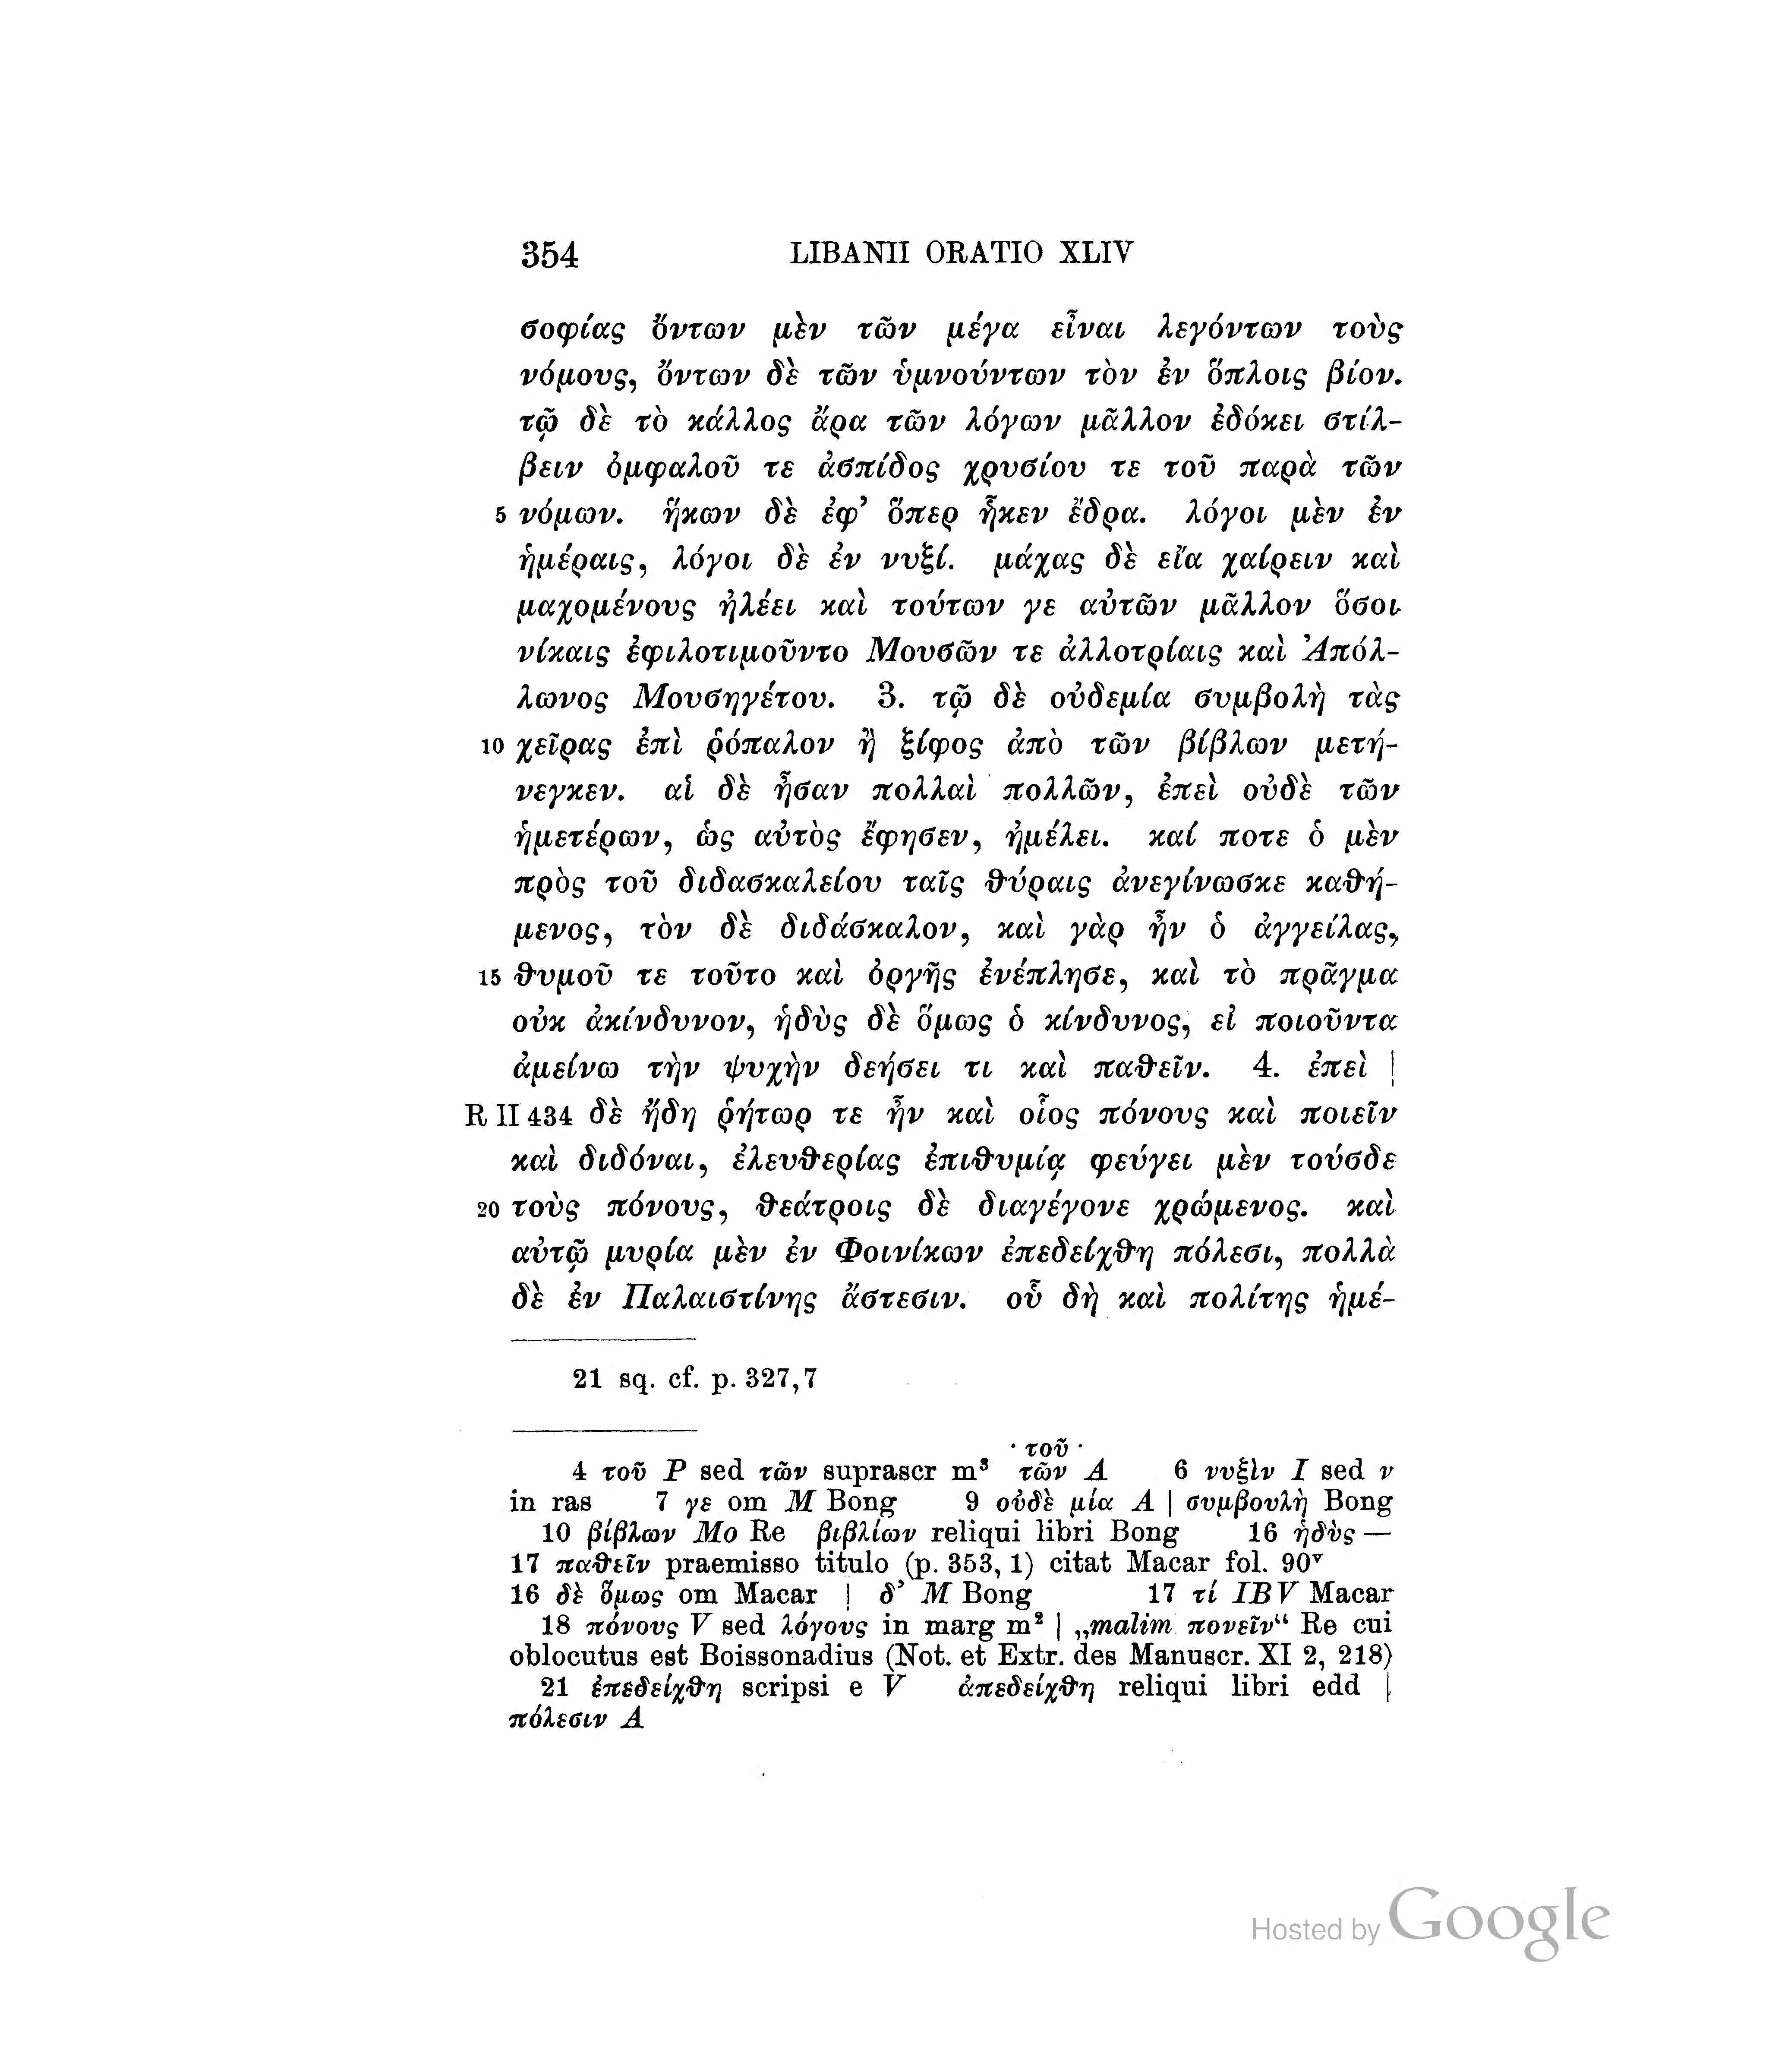 354 LIBANII ORATIO XLIV
σοφίας ὄντων μὲν τῶν μέγα εἶναι λεγόντων τοὺς
νόμους, ὄντων δὲ τῶν ὑμνούντων τὸν ἐν ὅπλοις βίον.
τῷ δὲ τὸ κάλλος ἄρα τῶν λόγων μᾶλλον ἐδόκει στίλ-
βειν ὀμφαλοῦ τε ἀσπίδος χρυσίου τε τοῦ παρὰ τῶν
5 νόμων. ἥκων δὲ ἐφ’ ὅπερ ἧκεν ἕδρα. λόγοι μὲν ἐν
ἡμέραις, λόγοι δὲ ἐν νυξί. μάχας δὲ εἴα χαίρειν καὶ
μαχομένους ἠλέει καὶ τούτων γε αὐτῶν μᾶλλον ὅσοι
νίκαις ἐφιλοτιμοῦντο Μουσῶν τε ἀλλοτρίαις καὶ Ἀπόλ-
λωνος Μουσηγέτου. 3. τῷ δὲ οὐδεμία συμβολὴ τὰς
10 χεῖρας ἐπὶ ῥόπαλον ἢ ξίφος ἀπὸ τῶν βίβλων μετή-
νεγκεν. αἱ δὲ ἦσαν πολλαὶ πολλῶν, ἐπεὶ οὐδὲ τῶν
ἡμετέρων, ὡς αὐτὸς ἔφησεν, ἠμέλει. καί ποτε ὁ μὲν
πρὸς τοῦ διδασκαλείου ταῖς θύραις ἀνεγίνωσκε καθή-
μενος, τὸν δὲ διδάσκαλον, καὶ γὰρ ἦν ὁ ἀγγείλας,
15 θυμοῦ τε τοῦτο καὶ ὀργῆς ἐνέπλησε, καὶ τὸ πρᾶγμα
οὐκ ἀκίνδυνον, ἡδὺς δὲ ὅμως ὁ κίνδυνος, εἰ ποιοῦντα
ἀμείνω τὴν ψυχὴν δεήσει τι καὶ παθεῖν. 4. ἐπεὶ |
R II 434 δὲ ἤδη ῥήτωρ τε ἦν καὶ οἷος πόνους καὶ ποιεῖν
καὶ διδόναι, ἐλευθερίας ἐπιθυμίᾳ φεύγει μὲν τούσδε
20 τοὺς πόνους, θεάτροις δὲ διαγέγονε χρώμενος. καὶ
αὐτῷ μυρία μὲν ἐν Φοινίκων ἐπεδείχθη πόλεσι, πολλὰ
δὲ ἐν Παλαιστίνης ἄστεσιν. οὗ δὴ καὶ πολίτης ἡμέ-
21 sq. cf. p. 327,7
· τοῦ ·
4 τοῦ P sed τῶν suprascr m³ τῶν A 6 νυξὶν I sed ν
in ras 7 γε om M Bong 9 οὐδὲ μία A | συμβουλὴ Bong
10 βίβλων Mo Re βιβλίων reliqui libri Bong 16 ἡδὺς —
17 παθεῖν praemisso titulo (p. 353, 1) citat Macar fol. 90ᵛ
16 δὲ ὅμως om Macar | δ’ M Bong 17 τί IBV Macar
18 πόνους V sed λόγους in marg m² | „malim πονεῖν“ Re cui
oblocutus est Boissonadius (Not. et Extr. des Manuscr. XI 2, 218)
21 ἐπεδείχθη scripsi e V ἀπεδείχθη reliqui libri edd |
πόλεσιν A
Hosted by Google